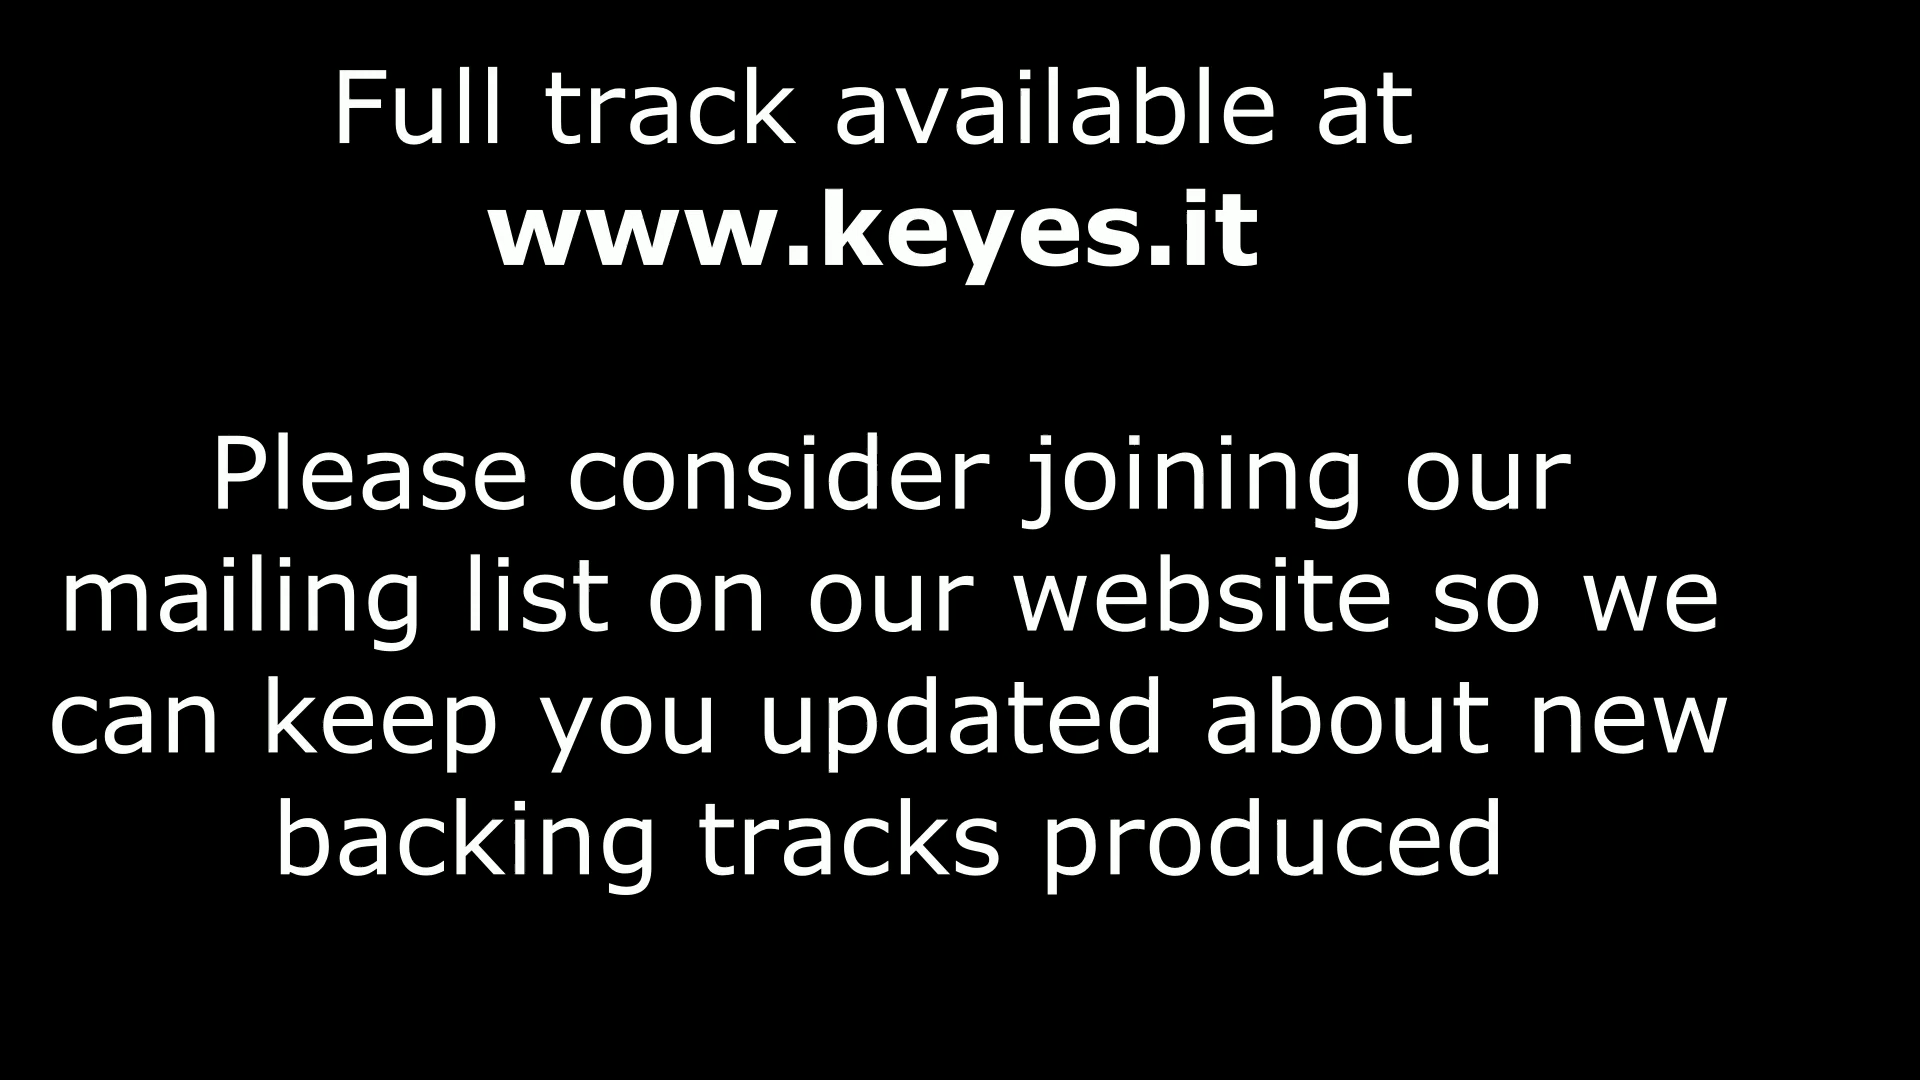 Full track available at
www.keyes.it
Please consider joining our
mailing list on our website so we
can keep you updated about new
backing tracks produced